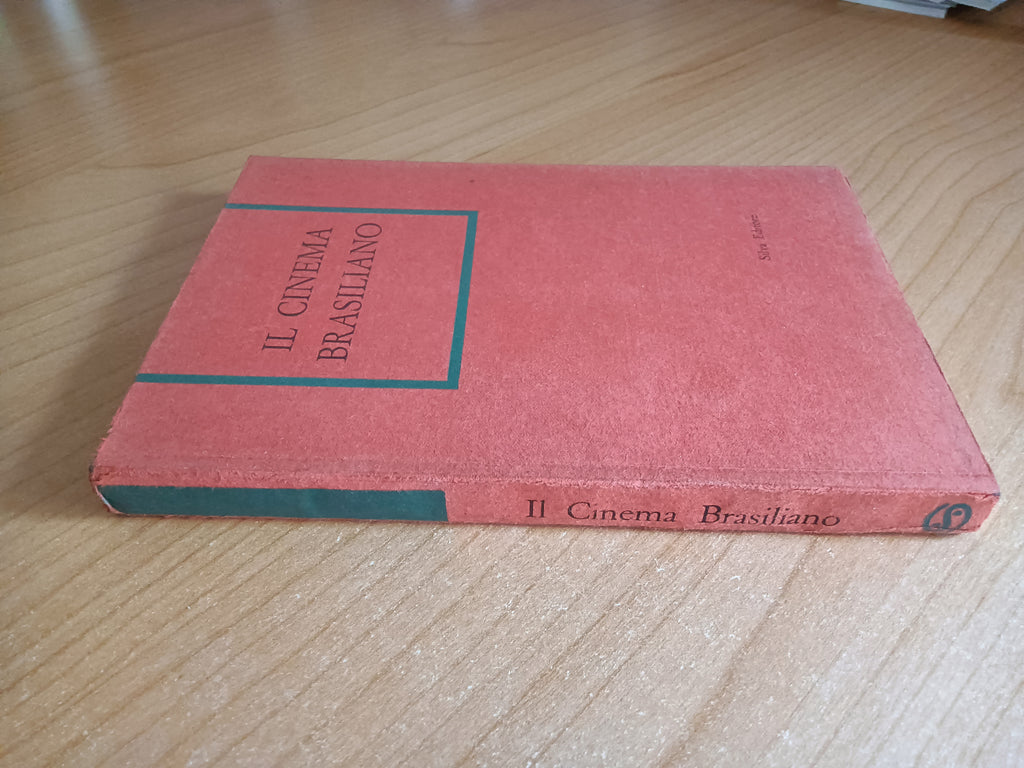 IL CINEMA
BRASILIANO
Silva Editore
Il Cinema Brasiliano